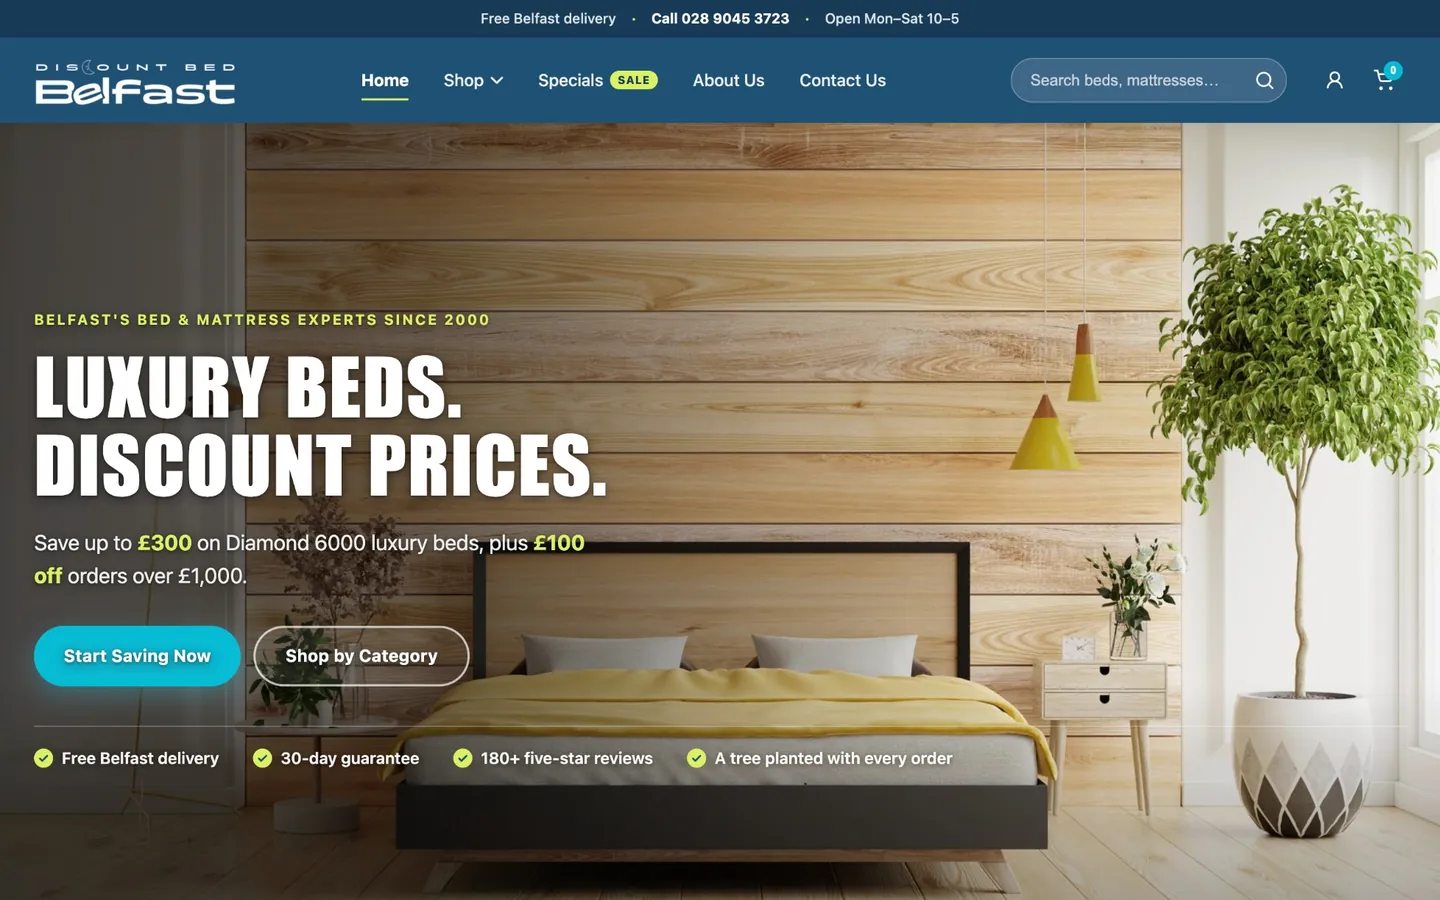 Free Belfast delivery • Call 028 9045 3723 • Open Mon–Sat 10–5
DISCOUNT BED
Belfast
Home
Shop
Specials SALE
About Us
Contact Us
Search beds, mattresses…
0
BELFAST'S BED & MATTRESS EXPERTS SINCE 2000
LUXURY BEDS.
DISCOUNT PRICES.
Save up to £300 on Diamond 6000 luxury beds, plus £100
off orders over £1,000.
Start Saving Now
Shop by Category
Free Belfast delivery
30-day guarantee
180+ five-star reviews
A tree planted with every order